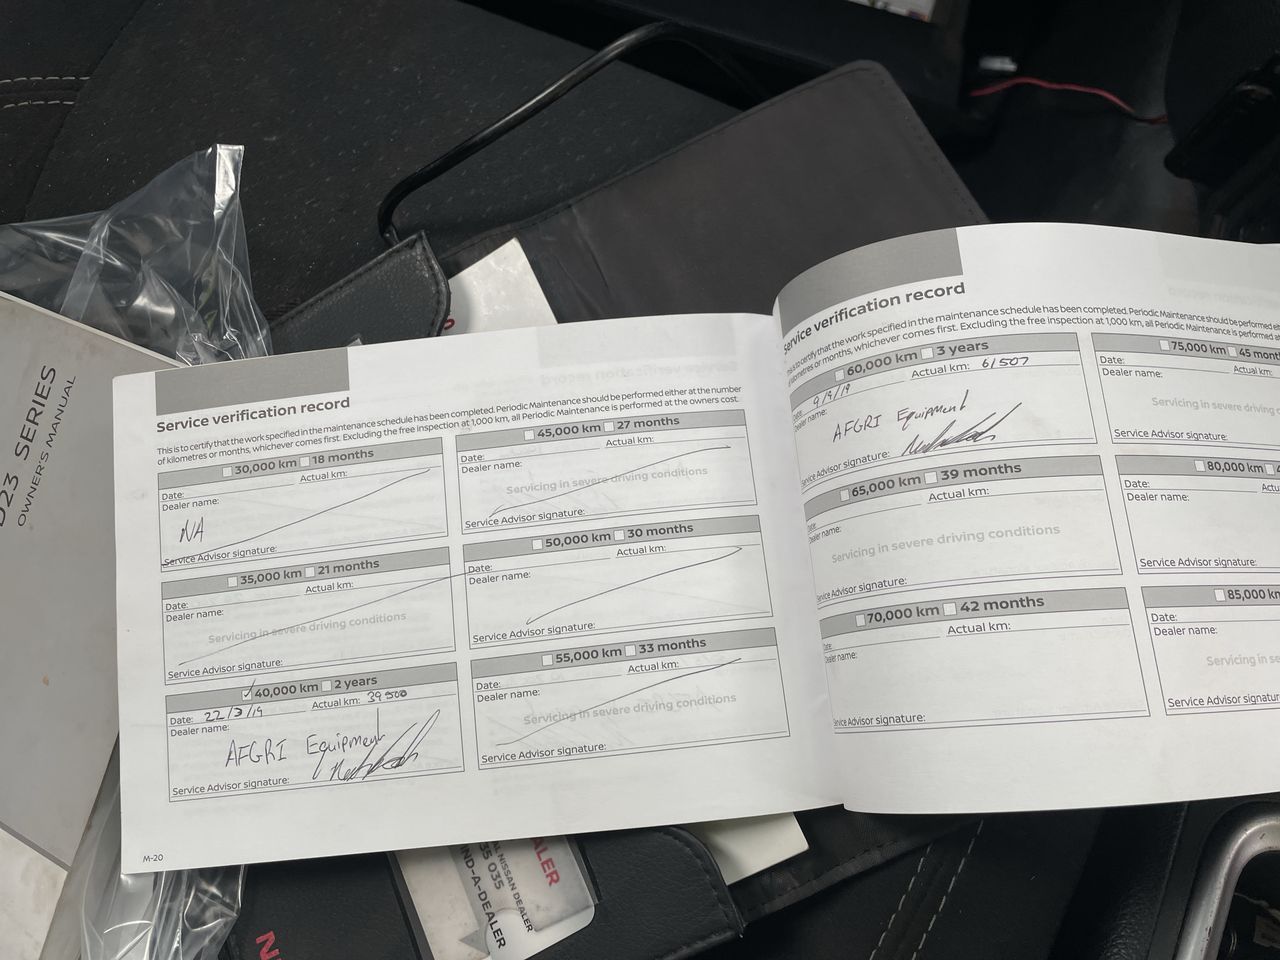 D23 SERIES
OWNER'S MANUAL
Service verification record
This is to certify that the work specified in the maintenance schedule has been completed. Periodic Maintenance should be performed either at the number
of kilometres or months, whichever comes first. Excluding the free inspection at 1,000 km, all Periodic Maintenance is performed at the owners cost.
30,000 km 18 months
Date: Actual km:
Dealer name:
NA
Service Advisor signature:
35,000 km 21 months
Date: Actual km:
Dealer name:
Servicing in severe driving conditions
Service Advisor signature:
40,000 km 2 years
Date: 22/3/19 Actual km: 39500
Dealer name:
AFGRI Equipment
Service Advisor signature:
M-20
45,000 km 27 months
Date: Actual km:
Dealer name:
Servicing in severe driving conditions
Service Advisor signature:
50,000 km 30 months
Date: Actual km:
Dealer name:
Service Advisor signature:
55,000 km 33 months
Date: Actual km:
Dealer name:
Servicing in severe driving conditions
Service Advisor signature:
Service verification record
This is to certify that the work specified in the maintenance schedule has been completed. Periodic Maintenance should be performed
of kilometres or months, whichever comes first. Excluding the free inspection at 1,000 km, all Periodic Maintenance is performed
60,000 km 3 years
Date: 9/9/19 Actual km: 61507
Dealer name:
AFGRI Equipment
Service Advisor signature:
65,000 km 39 months
Actual km:
Dealer name:
Servicing in severe driving conditions
Service Advisor signature:
70,000 km 42 months
Actual km:
Dealer name:
Service Advisor signature:
75,000 km 45
Date: Actual km:
Dealer name:
Servicing in severe
Service Advisor signature:
80,000 km
Date:
Dealer name:
Service Advisor signature:
85,000 km
Date:
Dealer name:
Servicing in
Service Advisor
NISSAN DEALER
035
FIND-A-DEALER